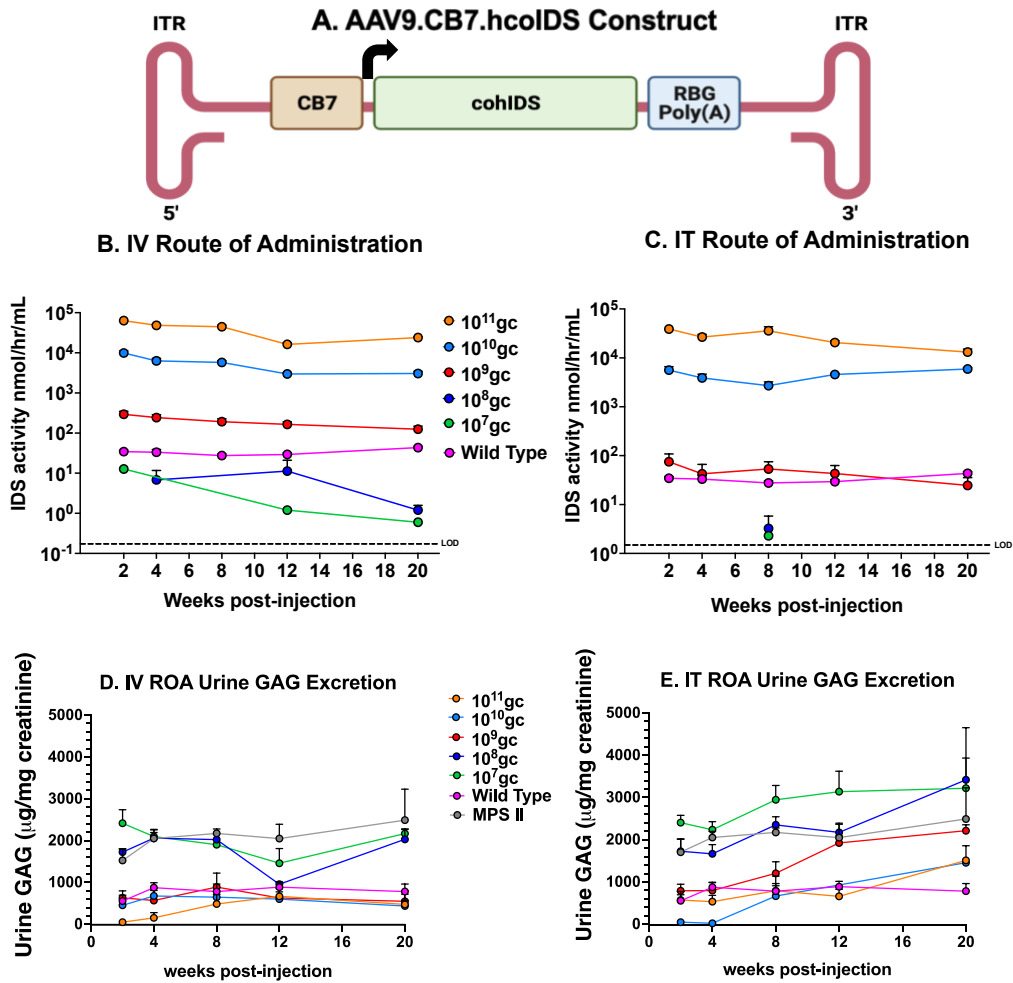 A. AAV9.CB7.hcoIDS Construct
ITR
ITR
CB7
cohIDS
RBG
Poly(A)
5'
3'
B. IV Route of Administration
IDS activity nmol/hr/mL
10⁵
10⁴
10³
10²
10¹
10⁰
10⁻¹
LOD
2 4 6 8 10 12 14 16 18 20
Weeks post-injection
10¹¹gc
10¹⁰gc
10⁹gc
10⁸gc
10⁷gc
Wild Type
C. IT Route of Administration
IDS activity nmol/hr/mL
10⁵
10⁴
10³
10²
10¹
10⁰
LOD
2 4 6 8 10 12 14 16 18 20
Weeks post-injection
D. IV ROA Urine GAG Excretion
Urine GAG (µg/mg creatinine)
5000
4000
3000
2000
1000
0
0 4 8 12 16 20
weeks post-injection
10¹¹gc
10¹⁰gc
10⁹gc
10⁸gc
10⁷gc
Wild Type
MPS II
E. IT ROA Urine GAG Excretion
Urine GAG (µg/mg creatinine)
5000
4000
3000
2000
1000
0
0 4 8 12 16 20
weeks post-injection